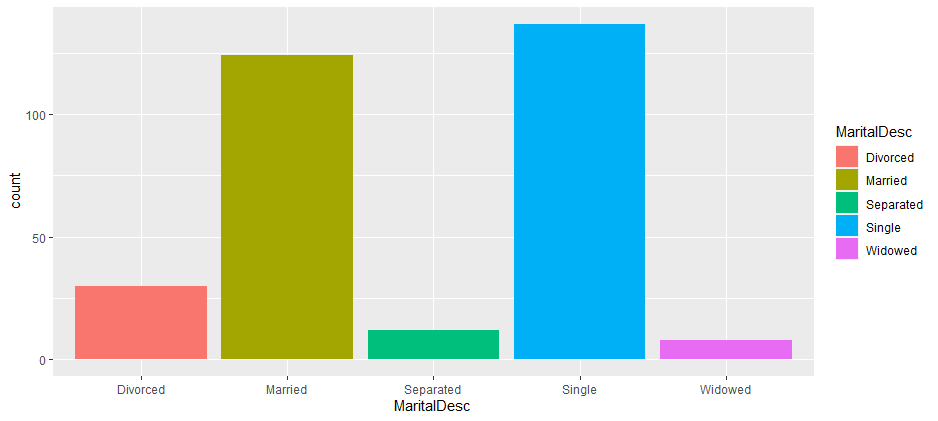 count
100
50
0
Divorced
Married
Separated
Single
Widowed
MaritalDesc
MaritalDesc
Divorced
Married
Separated
Single
Widowed